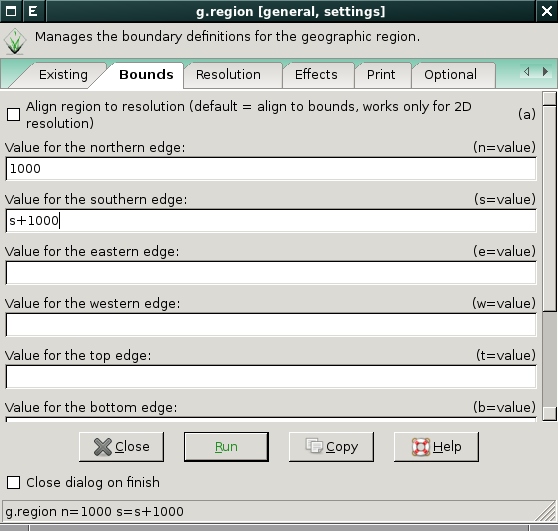 g.region [general, settings]
Manages the boundary definitions for the geographic region.
Existing Bounds Resolution Effects Print Optional
Align region to resolution (default = align to bounds, works only for 2D (a)
resolution)
Value for the northern edge: (n=value)
1000
Value for the southern edge: (s=value)
s+1000
Value for the eastern edge: (e=value)
Value for the western edge: (w=value)
Value for the top edge: (t=value)
Value for the bottom edge: (b=value)
Close Run Copy Help
Close dialog on finish
g.region n=1000 s=s+1000